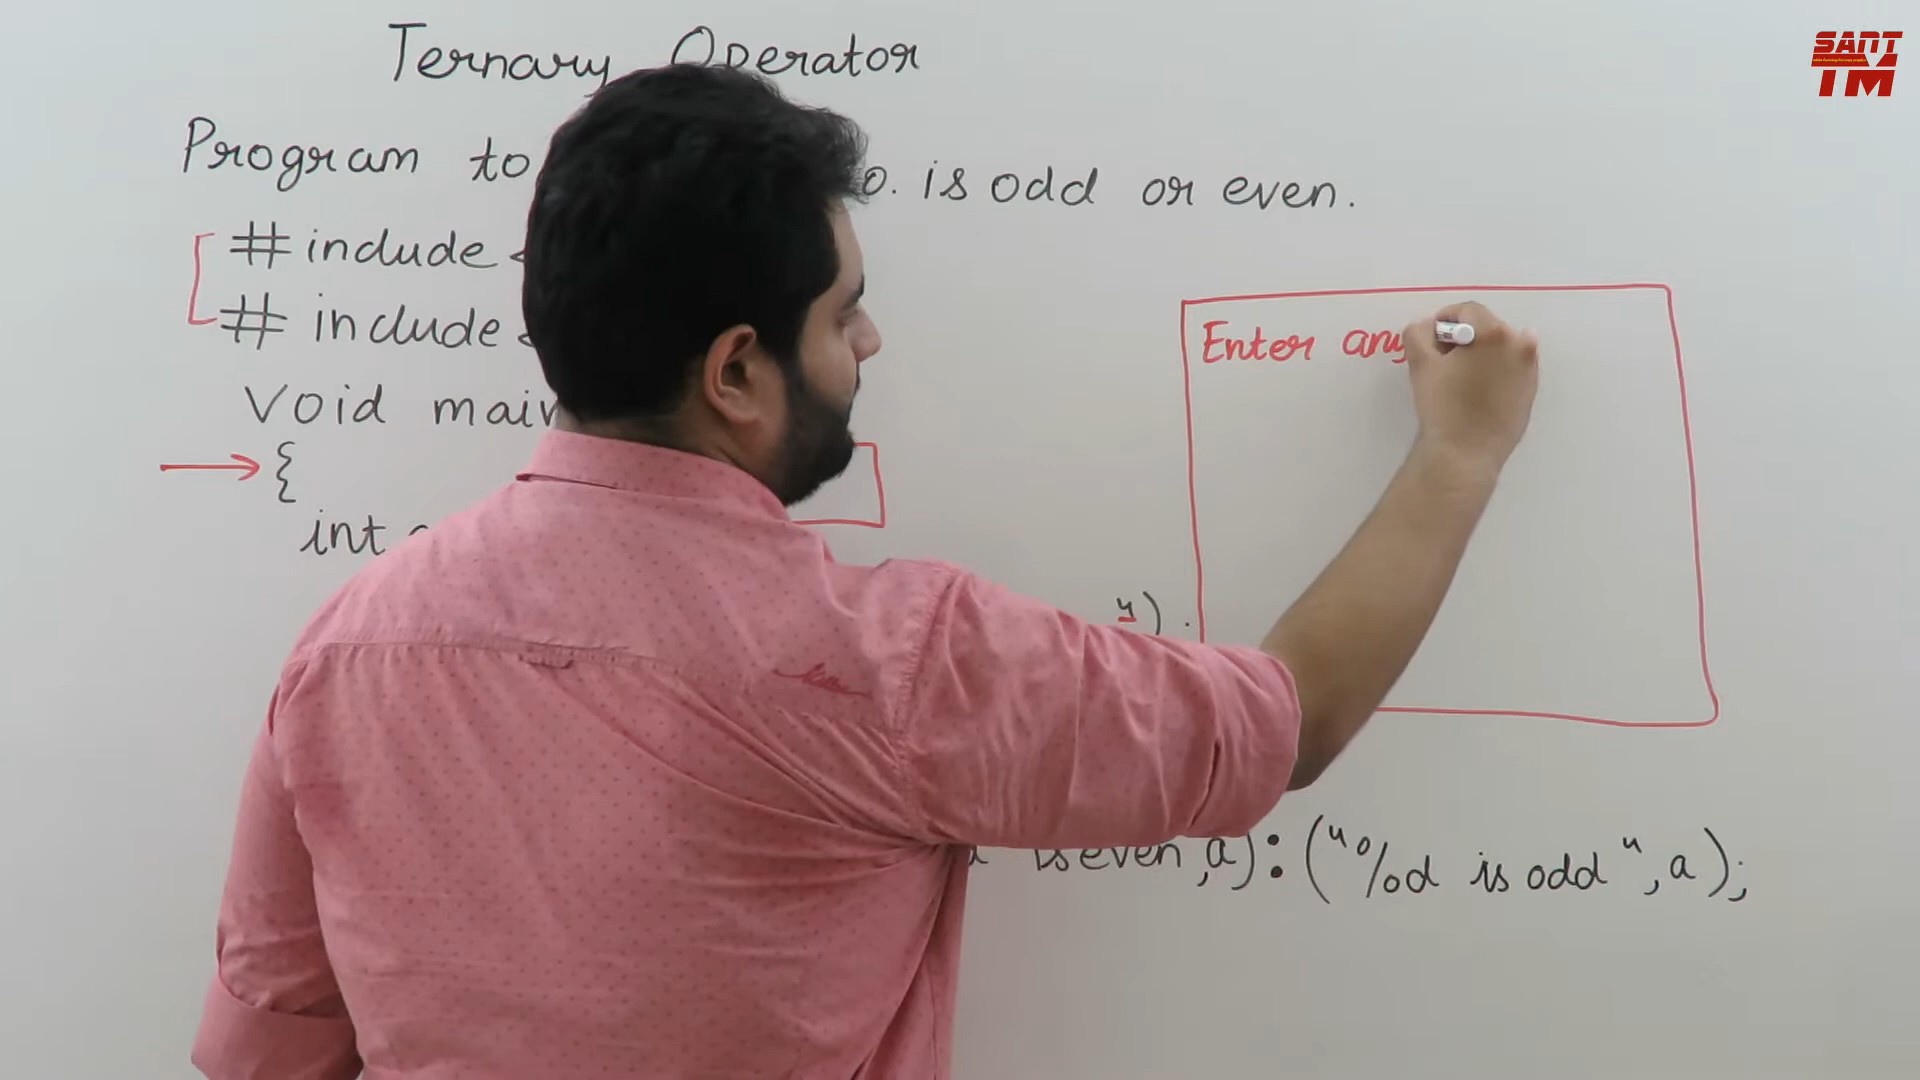 Ternary Operator
Program to o. is odd or even.
# include <
# include <
Void main
{
int
Enter any
") .
is even, a) : ("%d is odd", a);
SANT
TM